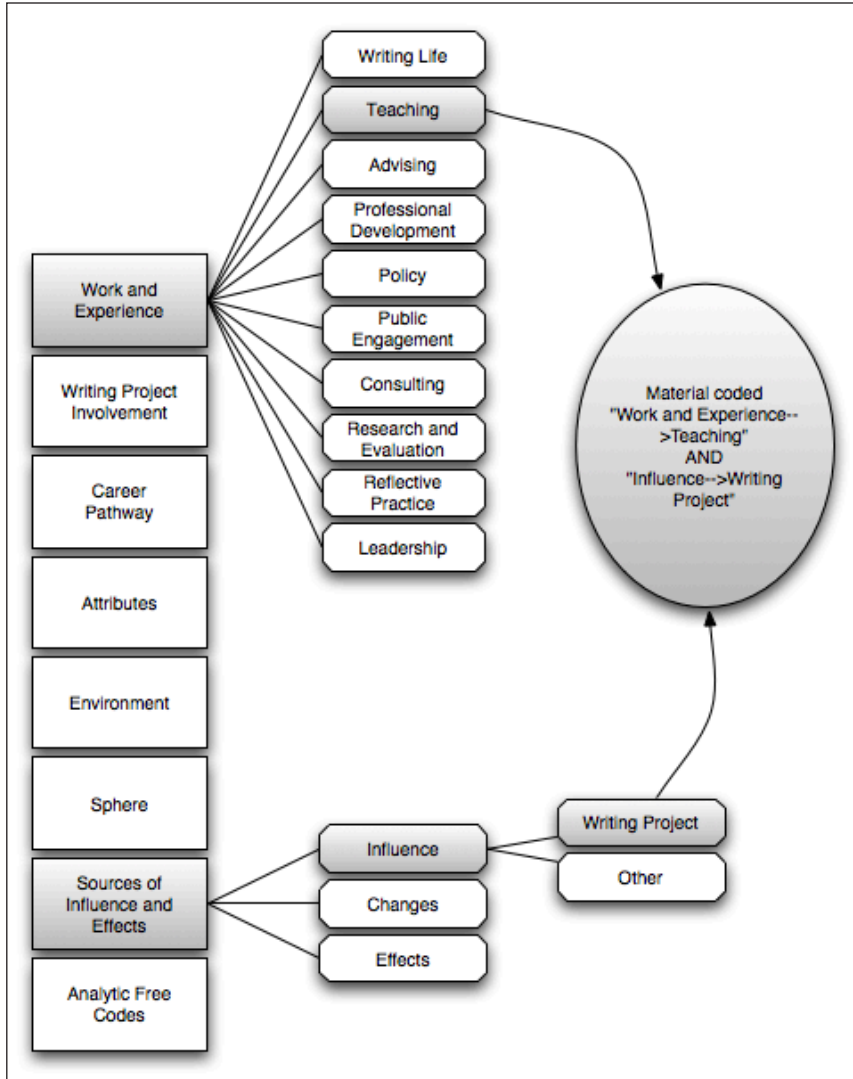 Writing Life
Teaching
Advising
Professional
Development
Policy
Public
Engagement
Consulting
Research and
Evaluation
Reflective
Practice
Leadership
Work and
Experience
Writing Project
Involvement
Career
Pathway
Attributes
Environment
Sphere
Sources of
Influence and
Effects
Analytic Free
Codes
Influence
Changes
Effects
Writing Project
Other
Material coded
"Work and Experience--
>Teaching"
AND
"Influence-->Writing
Project"